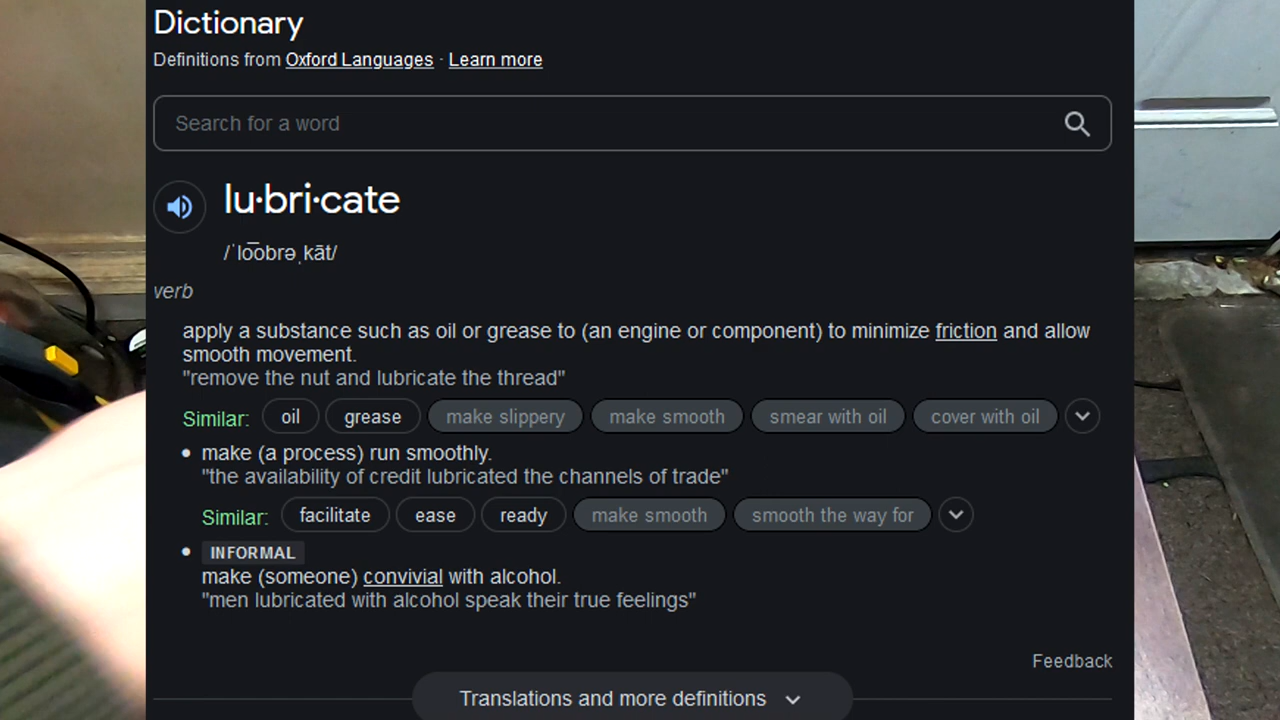 Dictionary
Definitions from Oxford Languages · Learn more
Search for a word
lu·bri·cate
/ˈlo͞obrəˌkāt/
verb
apply a substance such as oil or grease to (an engine or component) to minimize friction and allow
smooth movement.
"remove the nut and lubricate the thread"
Similar: oil grease make slippery make smooth smear with oil cover with oil
• make (a process) run smoothly.
"the availability of credit lubricated the channels of trade"
Similar: facilitate ease ready make smooth smooth the way for
• INFORMAL
make (someone) convivial with alcohol.
"men lubricated with alcohol speak their true feelings"
Feedback
Translations and more definitions